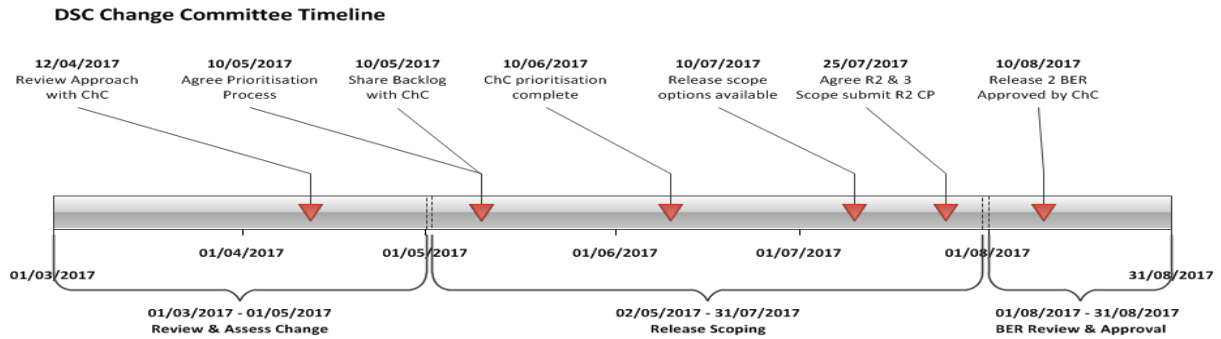 DSC Change Committee Timeline
12/04/2017
Review Approach
with ChC
10/05/2017
Agree Prioritisation
Process
10/05/2017
Share Backlog
with ChC
10/06/2017
ChC prioritisation
complete
10/07/2017
Release scope
options available
25/07/2017
Agree R2 & 3
Scope submit R2 CP
10/08/2017
Release 2 BER
Approved by ChC
01/03/2017
01/04/2017
01/05/2017
01/06/2017
01/07/2017
01/08/2017
31/08/2017
01/03/2017 - 01/05/2017
Review & Assess Change
02/05/2017 - 31/07/2017
Release Scoping
01/08/2017 - 31/08/2017
BER Review & Approval